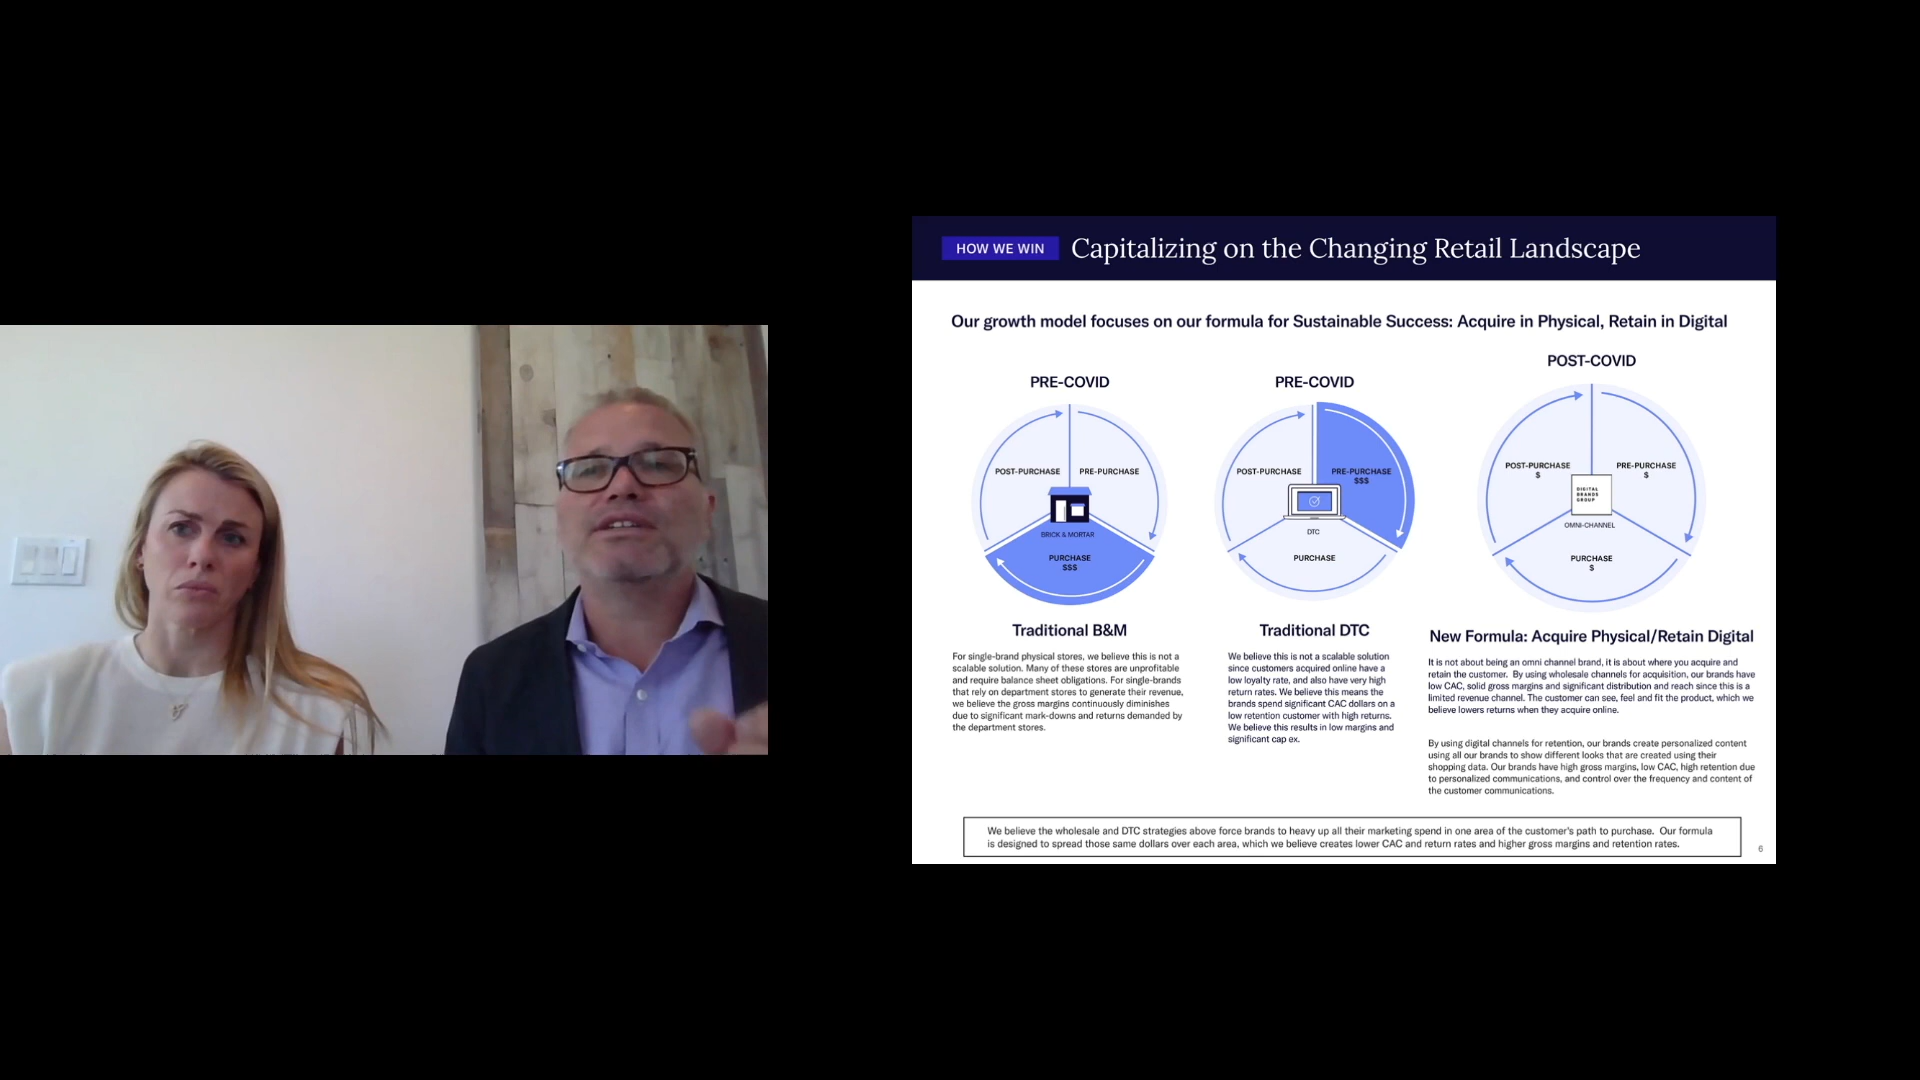 HOW WE WIN
Capitalizing on the Changing Retail Landscape
Our growth model focuses on our formula for Sustainable Success: Acquire in Physical, Retain in Digital
PRE-COVID
POST-PURCHASE
PRE-PURCHASE
BRICK & MORTAR
PURCHASE
$$$
Traditional B&M
For single-brand physical stores, we believe this is not a
scalable solution. Many of these stores are unprofitable
and require balance sheet obligations. For single-brands
that rely on department stores to generate their revenue,
we believe the gross margins continuously diminishes
due to significant mark-downs and returns demanded by
the department stores.
PRE-COVID
POST-PURCHASE
PRE-PURCHASE
$$$
DTC
PURCHASE
Traditional DTC
We believe this is not a scalable solution
since customers acquired online have a
low loyalty rate, and also have very high
return rates. We believe this means the
brands spend significant CAC dollars on a
low retention customer with high returns.
We believe this results in low margins and
significant cap ex.
POST-COVID
POST-PURCHASE
$
PRE-PURCHASE
$
DIGITAL
BRANDS
GROUP
OMNI-CHANNEL
PURCHASE
$
New Formula: Acquire Physical/Retain Digital
It is not about being an omni channel brand, it is about where you acquire and
retain the customer. By using wholesale channels for acquisition, our brands have
low CAC, solid gross margins and significant distribution and reach since this is a
limited revenue channel. The customer can see, feel and fit the product, which we
believe lowers returns when they acquire online.
By using digital channels for retention, our brands create personalized content
using all our brands to show different looks that are created using their
shopping data. Our brands have high gross margins, low CAC, high retention due
to personalized communications, and control over the frequency and content of
the customer communications.
We believe the wholesale and DTC strategies above force brands to heavy up all their marketing spend in one area of the customer's path to purchase. Our formula
is designed to spread those same dollars over each area, which we believe creates lower CAC and return rates and higher gross margins and retention rates.
6